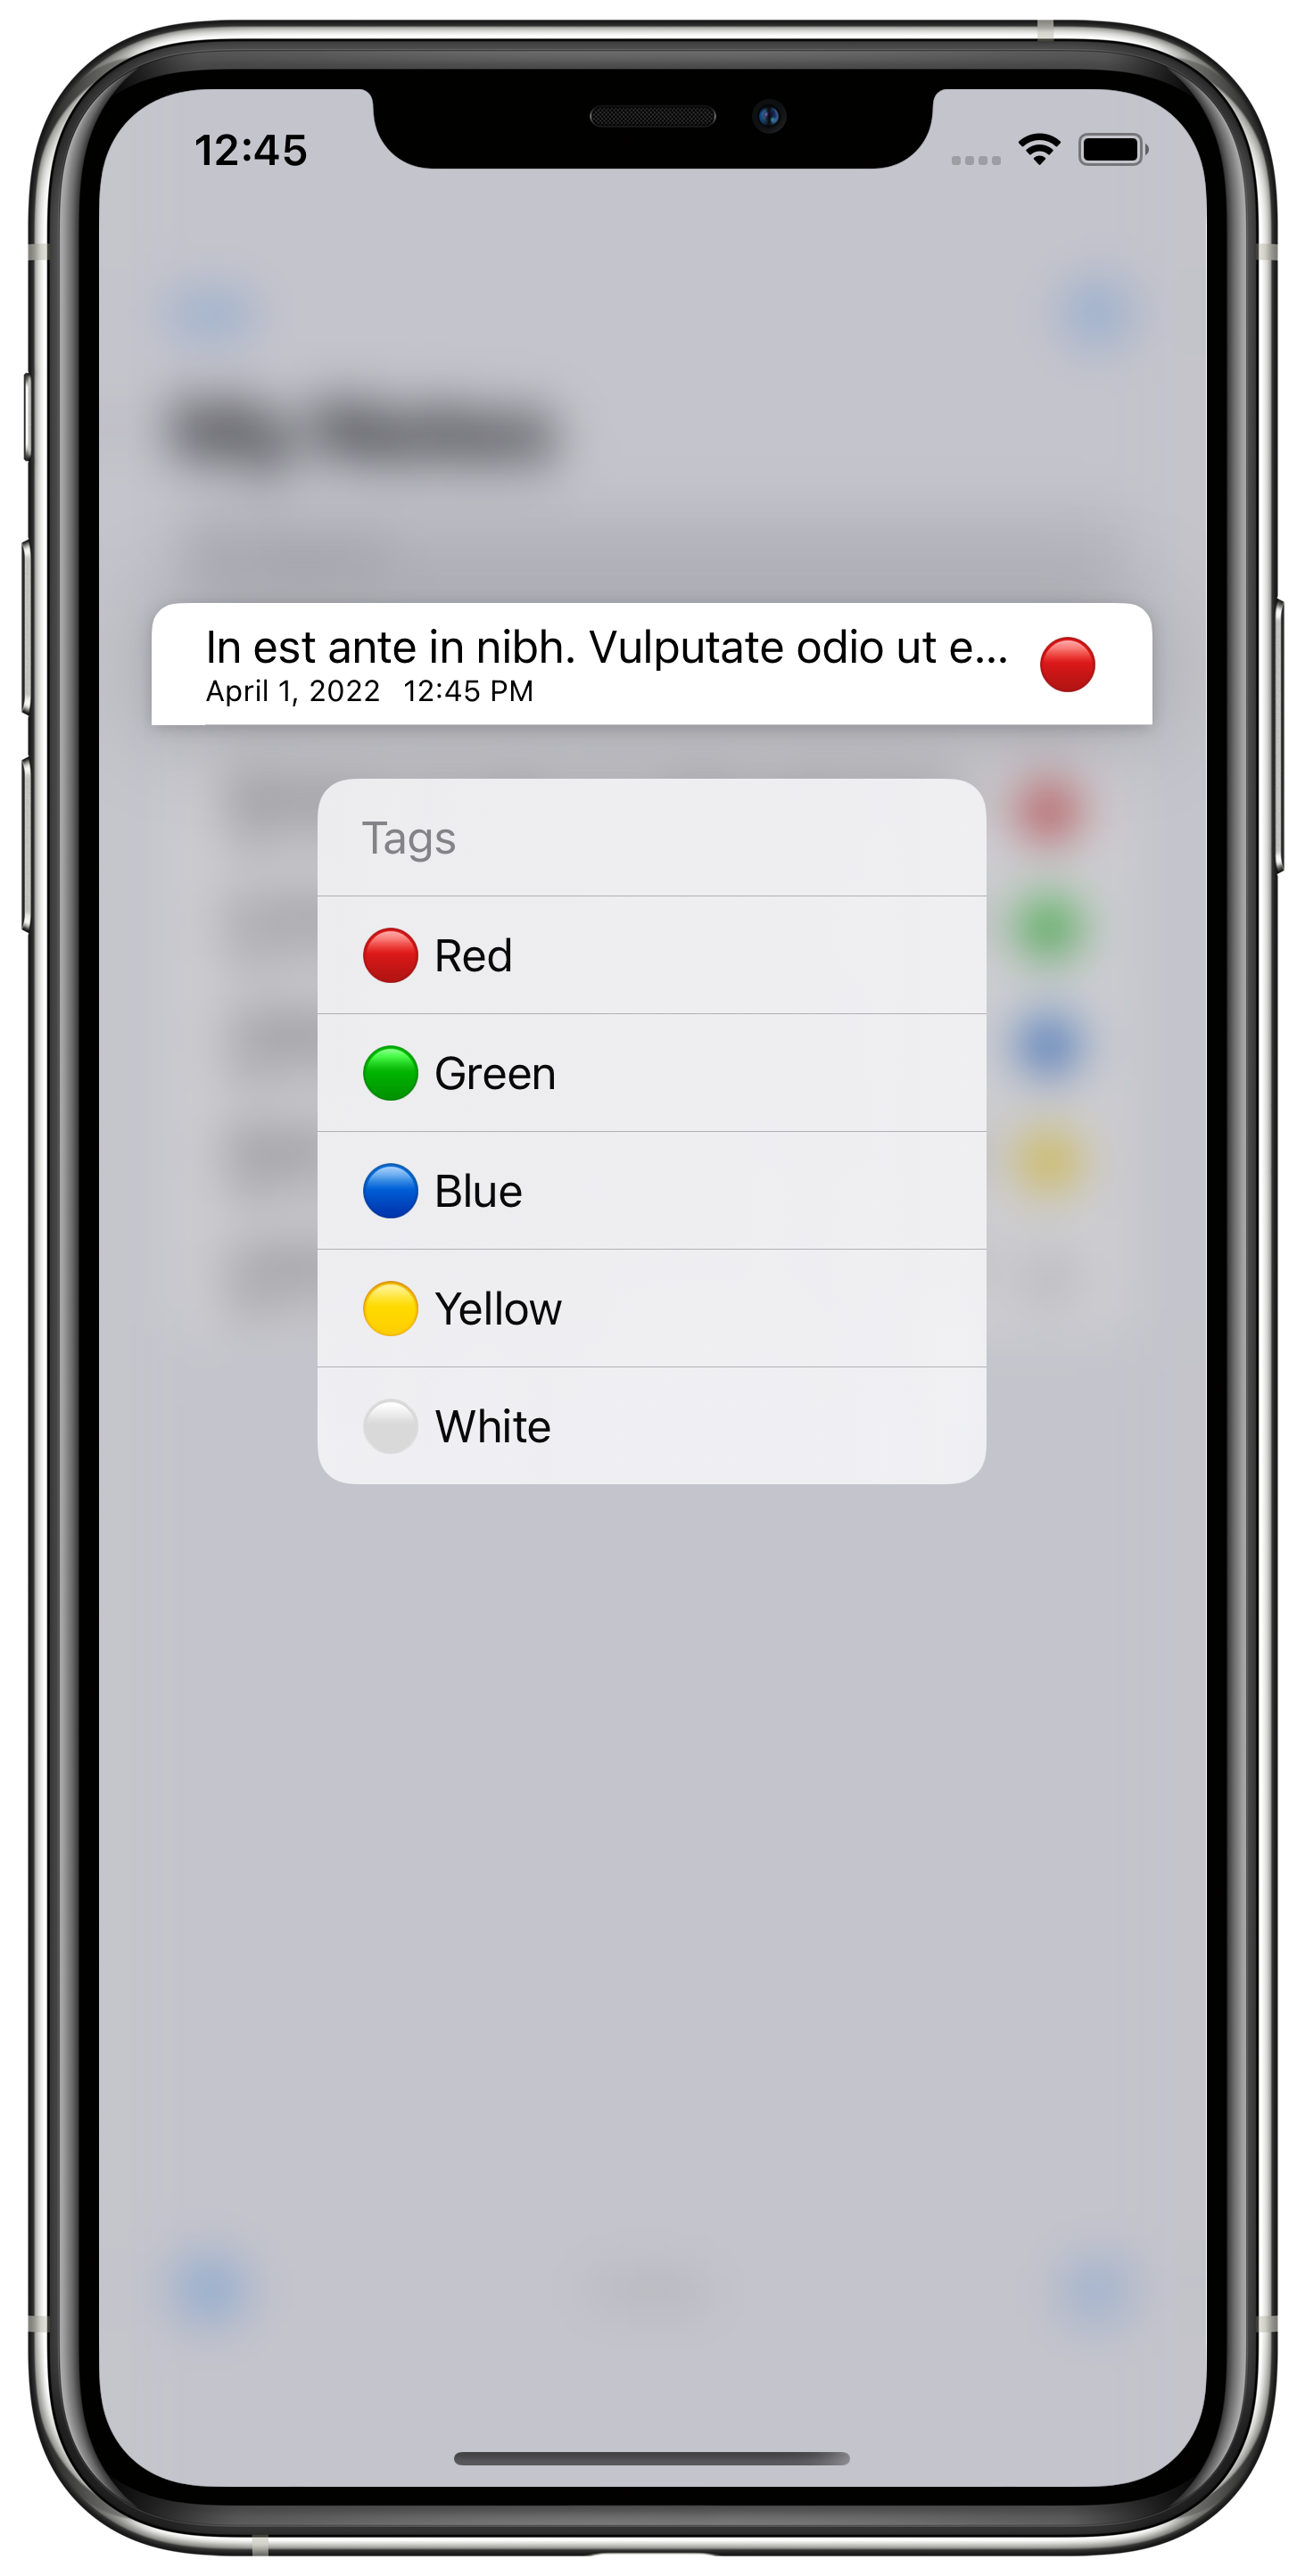 12:45
In est ante in nibh. Vulputate odio ut e...
April 1, 2022 12:45 PM
Tags
Red
Green
Blue
Yellow
White